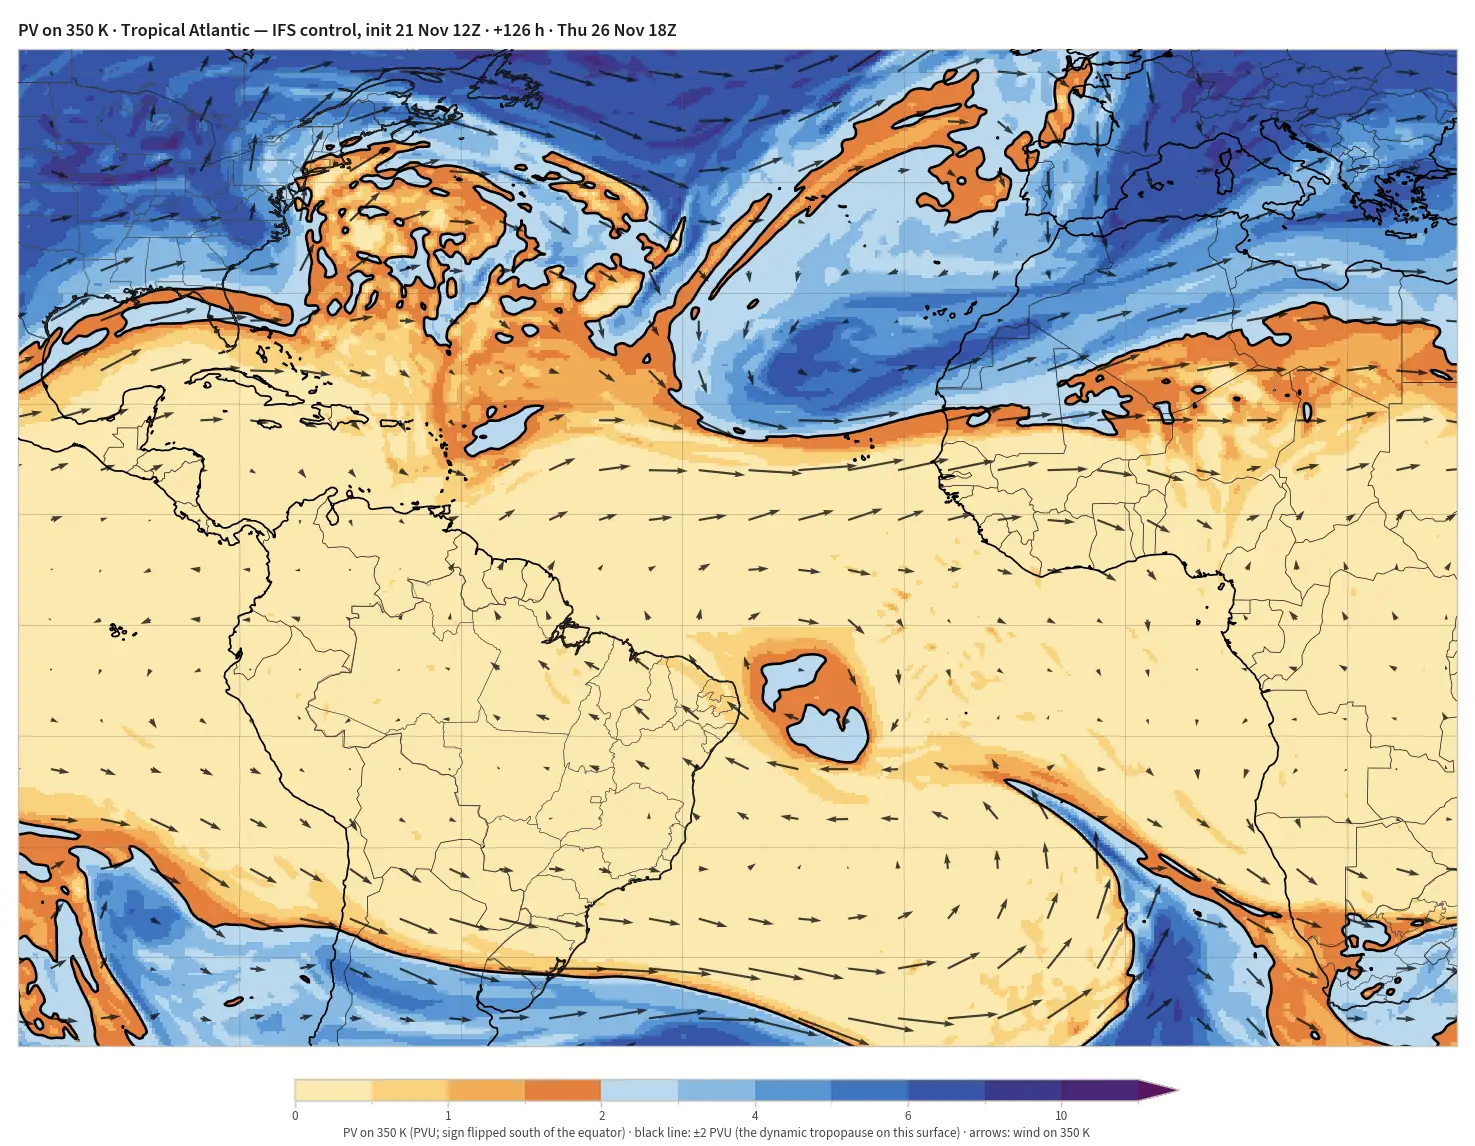 PV on 350 K · Tropical Atlantic — IFS control, init 21 Nov 12Z · +126 h · Thu 26 Nov 18Z
0 1 2 4 6 10
PV on 350 K (PVU; sign flipped south of the equator) · black line: ±2 PVU (the dynamic tropopause on this surface) · arrows: wind on 350 K